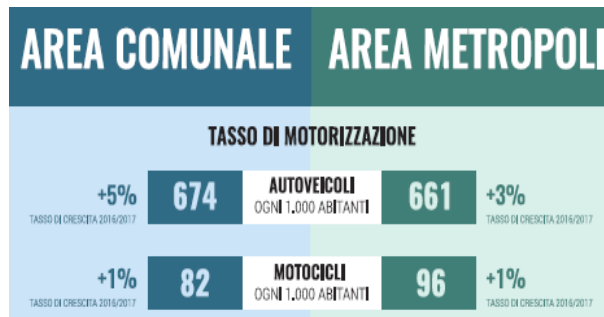 AREA COMUNALE AREA METROPOLI
TASSO DI MOTORIZZAZIONE
+5% 674 AUTOVEICOLI 661 +3%
TASSO DI CRESCITA 2016/2017 OGNI 1.000 ABITANTI TASSO DI CRESCITA 2016/2017
+1% 82 MOTOCICLI 96 +1%
TASSO DI CRESCITA 2016/2017 OGNI 1.000 ABITANTI TASSO DI CRESCITA 2016/2017